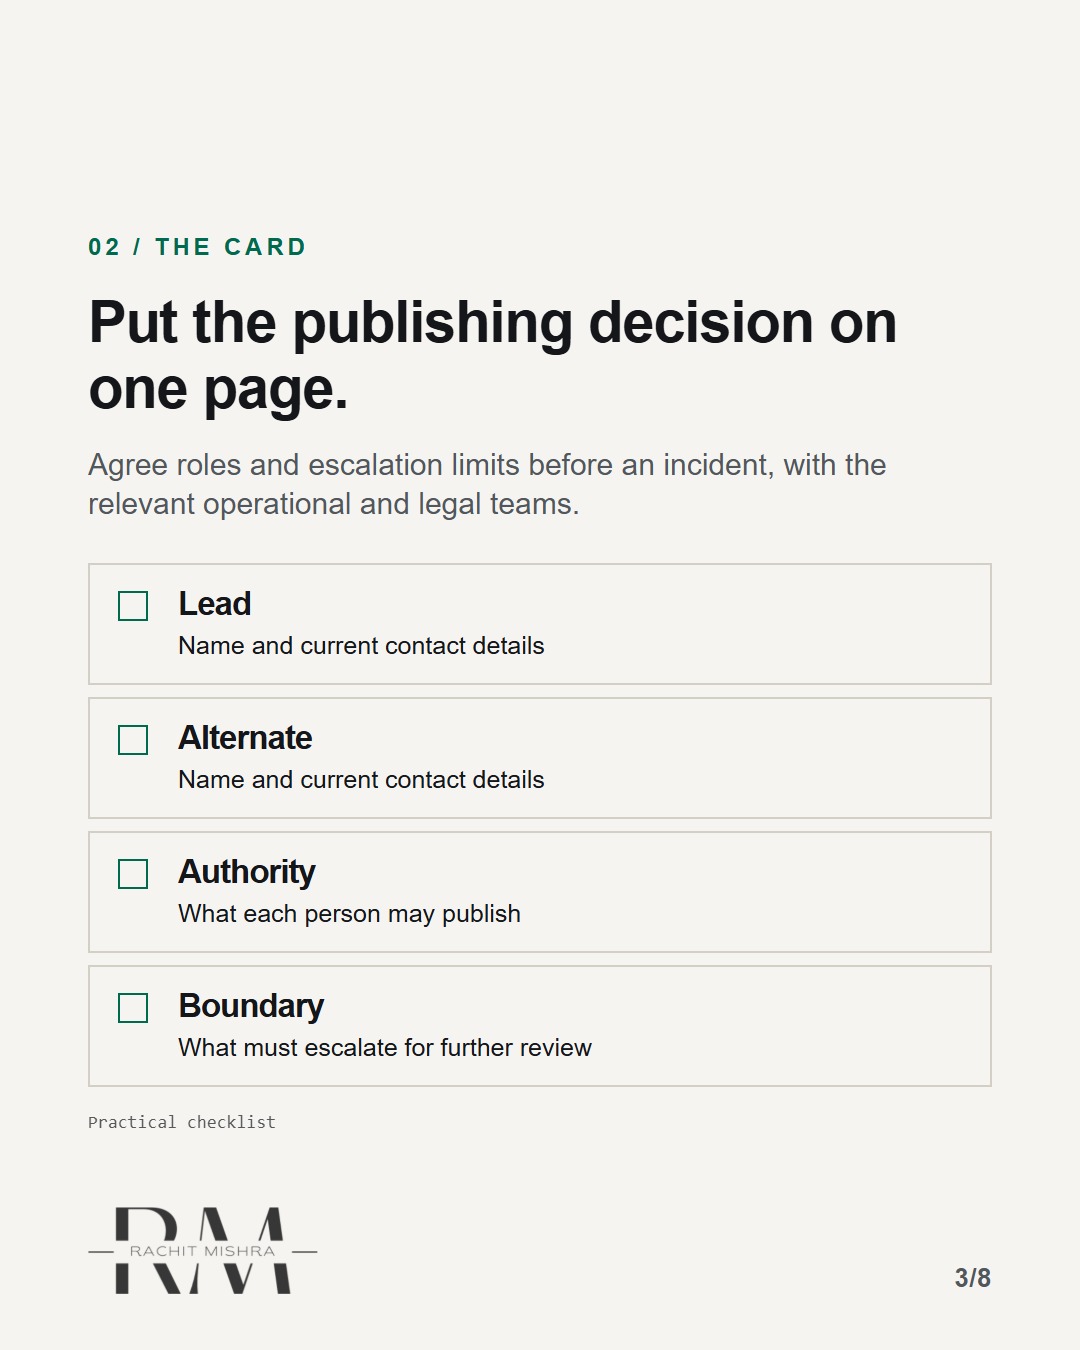 02 / THE CARD
Put the publishing decision on
one page.
Agree roles and escalation limits before an incident, with the
relevant operational and legal teams.
Lead
Name and current contact details
Alternate
Name and current contact details
Authority
What each person may publish
Boundary
What must escalate for further review
Practical checklist
RM
RACHIT MISHRA
3/8